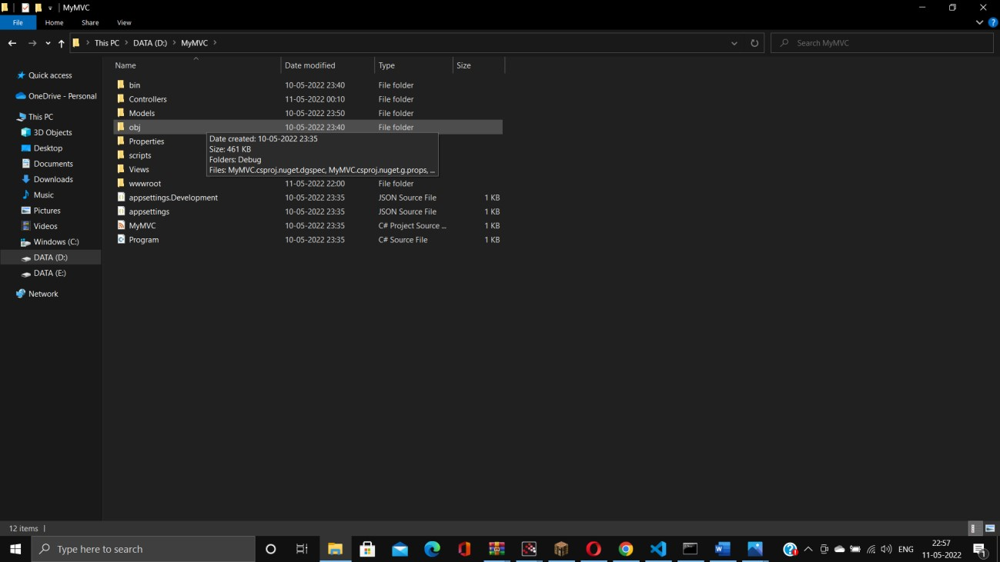 MyMVC
File Home Share View
This PC DATA (D:) MyMVC
Search MyMVC
Name Date modified Type Size
Quick access
OneDrive - Personal
This PC
3D Objects
Desktop
Documents
Downloads
Music
Pictures
Videos
Windows (C:)
DATA (D:)
DATA (E:)
Network
bin 10-05-2022 23:40 File folder
Controllers 11-05-2022 00:10 File folder
Models 10-05-2022 23:50 File folder
obj 10-05-2022 23:40 File folder
Properties
scripts
Views
Date created: 10-05-2022 23:35
Size: 461 KB
Folders: Debug
Files: MyMVC.csproj.nuget.dgspec, MyMVC.csproj.nuget.g.props, ...
wwwroot 11-05-2022 22:00 File folder
appsettings.Development 10-05-2022 23:35 JSON Source File 1 KB
appsettings 10-05-2022 23:35 JSON Source File 1 KB
MyMVC 10-05-2022 23:35 C# Project Source ... 1 KB
Program 10-05-2022 23:35 C# Source File 1 KB
12 items
Type here to search
ENG
22:57
11-05-2022
1